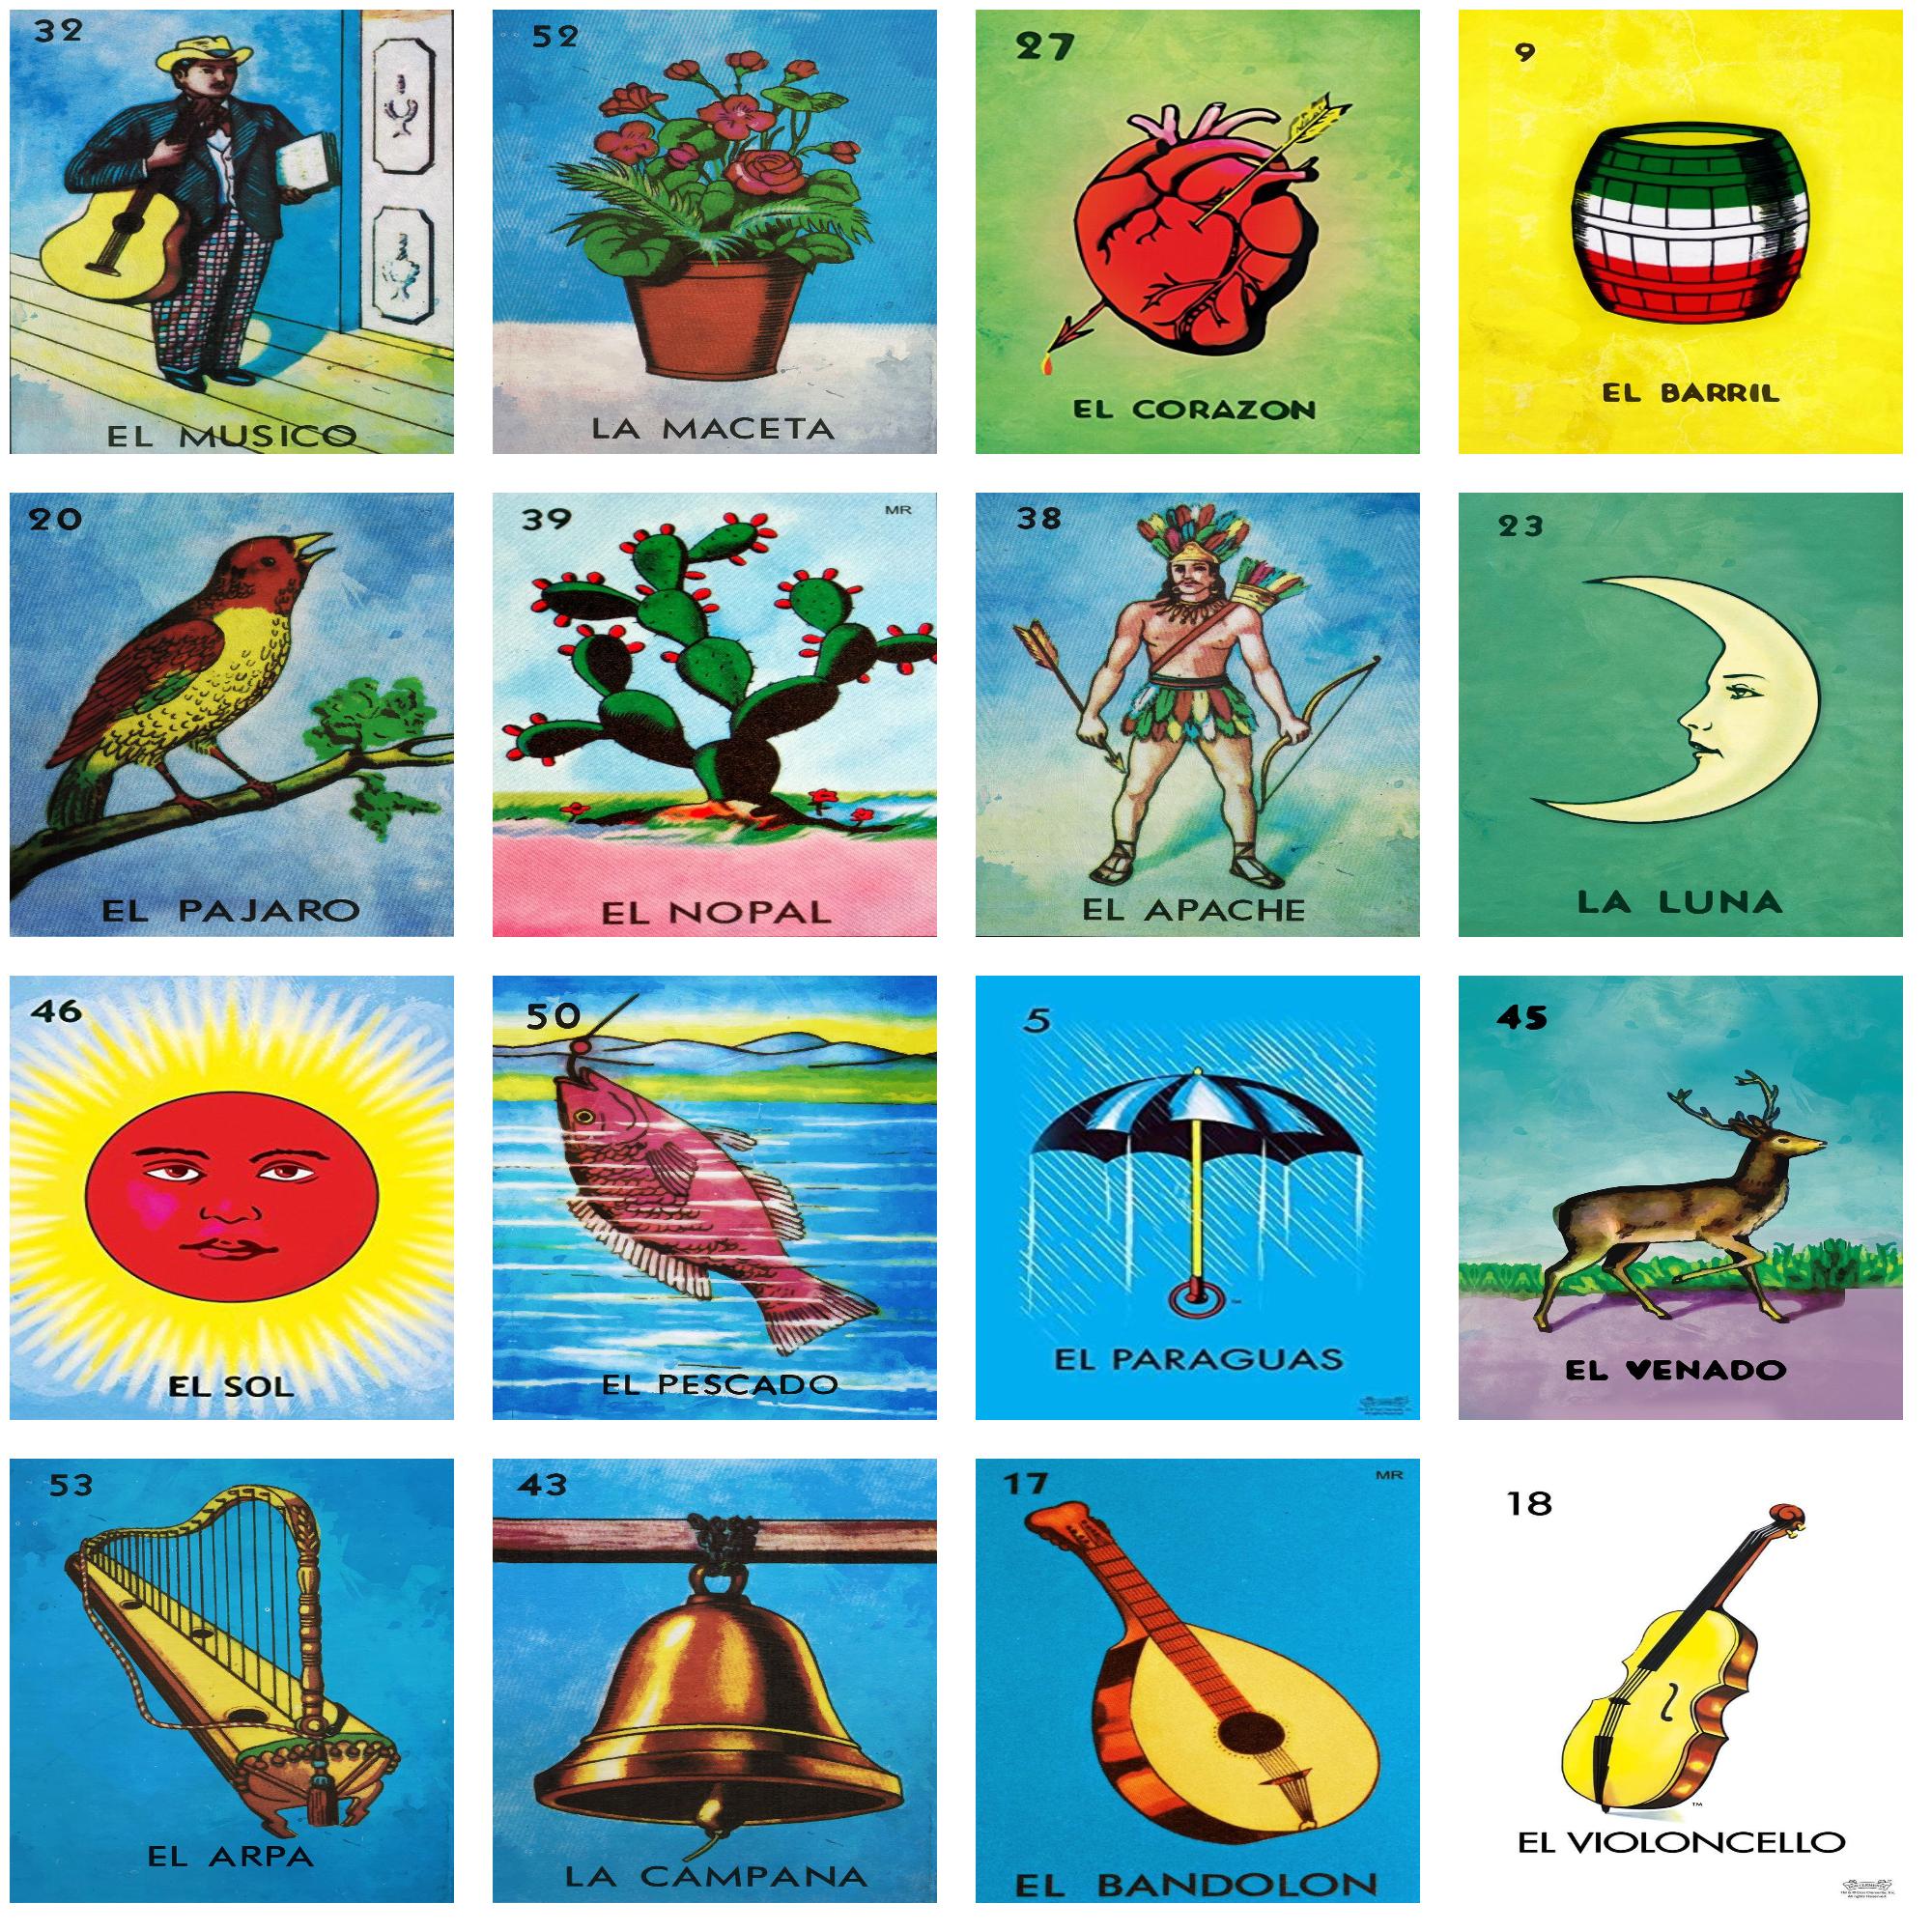 32
EL MUSICO
52
LA MACETA
27
EL CORAZON
9
EL BARRIL
20
EL PAJARO
39
MR
EL NOPAL
38
EL APACHE
23
LA LUNA
46
EL SOL
50
EL PESCADO
5
EL PARAGUAS
45
EL VENADO
53
EL ARPA
43
LA CAMPANA
17
MR
EL BANDOLON
18
TM
EL VIOLONCELLO